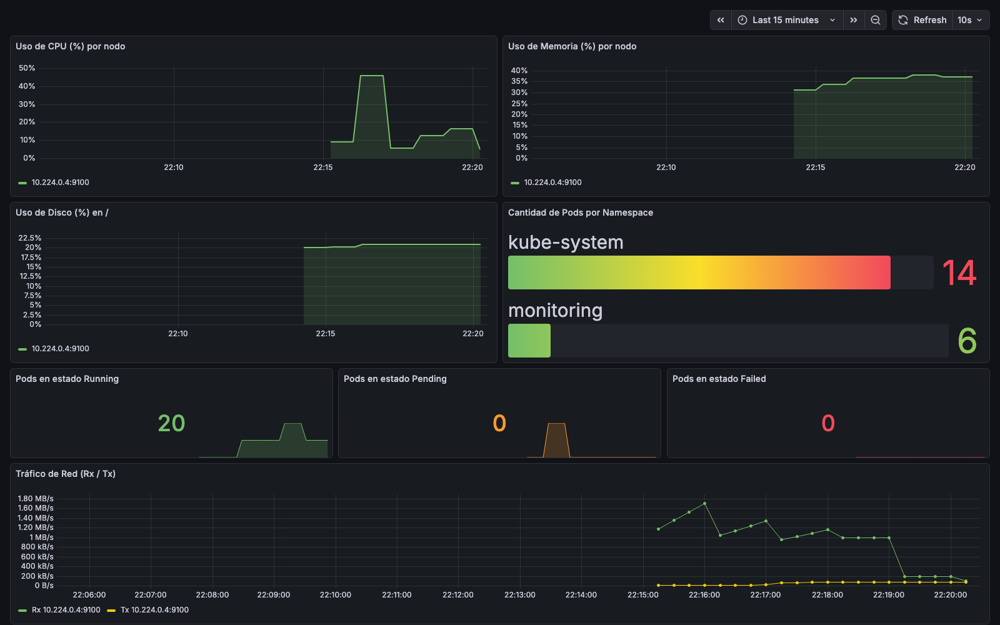 Last 15 minutes
Refresh 10s
Uso de CPU (%) por nodo
50%
40%
30%
20%
10%
0%
22:10 22:15 22:20
10.224.0.4:9100
Uso de Memoria (%) por nodo
40%
35%
30%
25%
20%
15%
10%
5%
0%
22:10 22:15 22:20
10.224.0.4:9100
Uso de Disco (%) en /
22.5%
20%
17.5%
15%
12.5%
10%
7.5%
5%
2.5%
0%
22:10 22:15 22:20
10.224.0.4:9100
Cantidad de Pods por Namespace
kube-system
14
monitoring
6
Pods en estado Running
20
Pods en estado Pending
0
Pods en estado Failed
0
Tráfico de Red (Rx / Tx)
1.80 MB/s
1.60 MB/s
1.40 MB/s
1.20 MB/s
1 MB/s
800 kB/s
600 kB/s
400 kB/s
200 kB/s
0 B/s
22:06:00 22:07:00 22:08:00 22:09:00 22:10:00 22:11:00 22:12:00 22:13:00 22:14:00 22:15:00 22:16:00 22:17:00 22:18:00 22:19:00 22:20:00
Rx 10.224.0.4:9100 Tx 10.224.0.4:9100